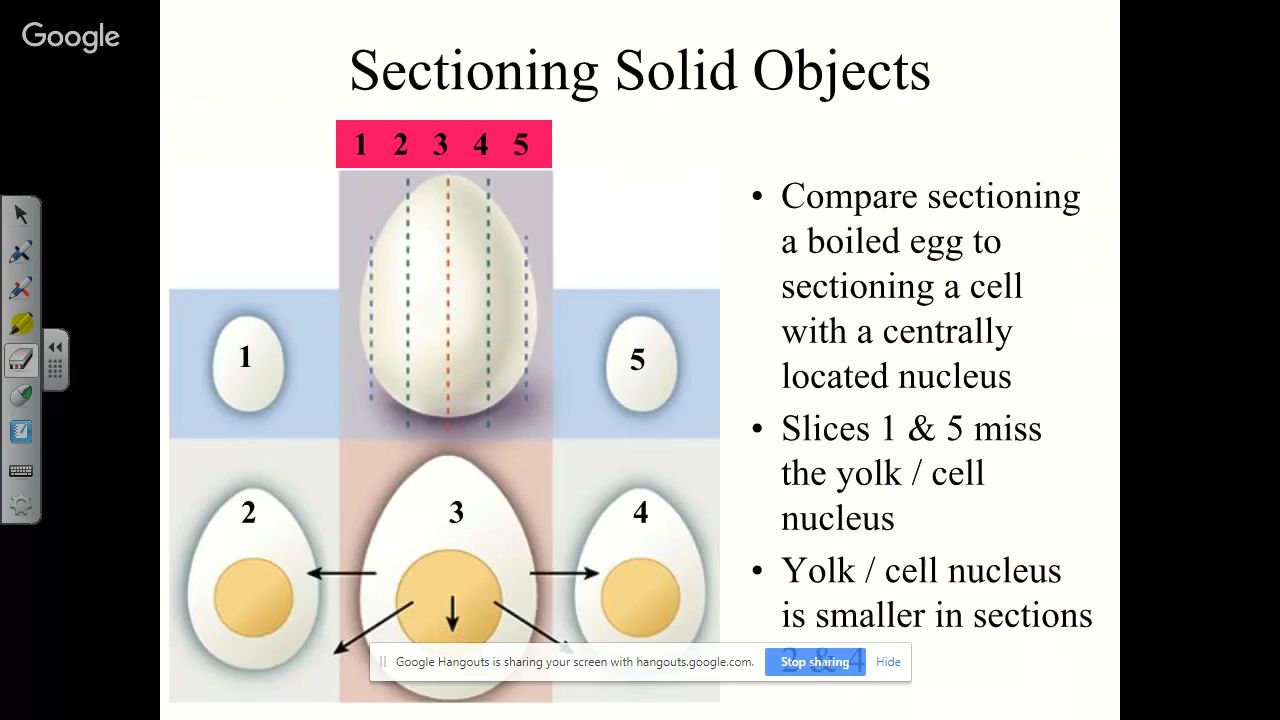 Google
Sectioning Solid Objects
1 2 3 4 5
• Compare sectioning
a boiled egg to
sectioning a cell
with a centrally
located nucleus
• Slices 1 & 5 miss
the yolk / cell
nucleus
• Yolk / cell nucleus
is smaller in sections
2 & 4
1
5
2
3
4
Google Hangouts is sharing your screen with hangouts.google.com.
Stop sharing
Hide